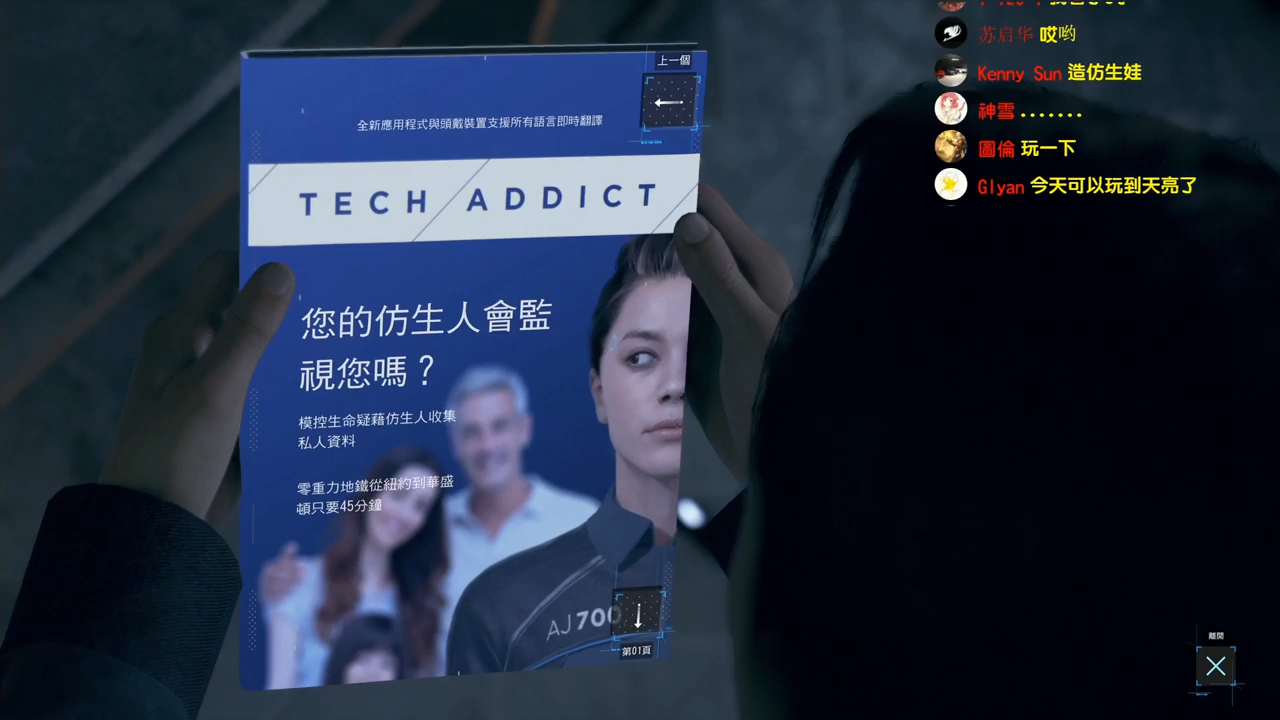 上一個
全新應用程式與頭戴裝置支援所有語言即時翻譯
TECH ADDICT
您的仿生人會監
視您嗎？
模控生命疑藉仿生人收集
私人資料
零重力地鐵從紐約到華盛
頓只要45分鐘
AJ 700
第01頁
苏启华 哎哟
Kenny Sun 造仿生娃
神雪 .......
圖倫 玩一下
Glyan 今天可以玩到天亮了
離開